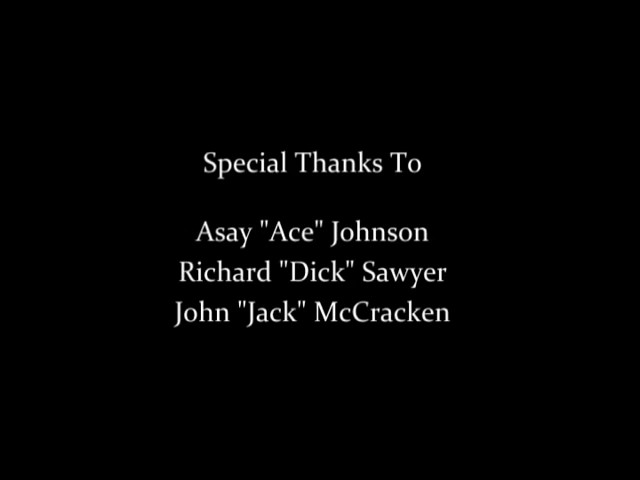 Special Thanks To
Asay "Ace" Johnson
Richard "Dick" Sawyer
John "Jack" McCracken